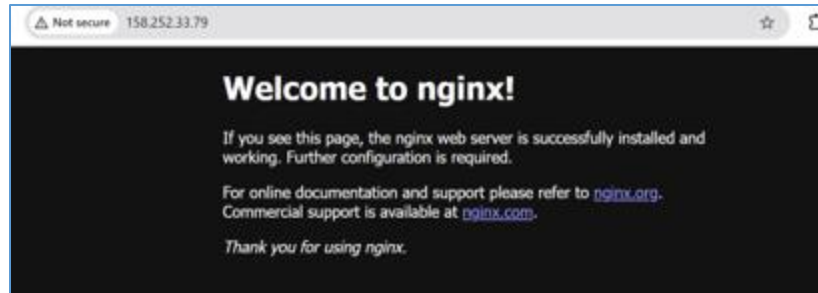 Not secure 158.252.33.79
Welcome to nginx!
If you see this page, the nginx web server is successfully installed and
working. Further configuration is required.
For online documentation and support please refer to nginx.org.
Commercial support is available at nginx.com.
Thank you for using nginx.